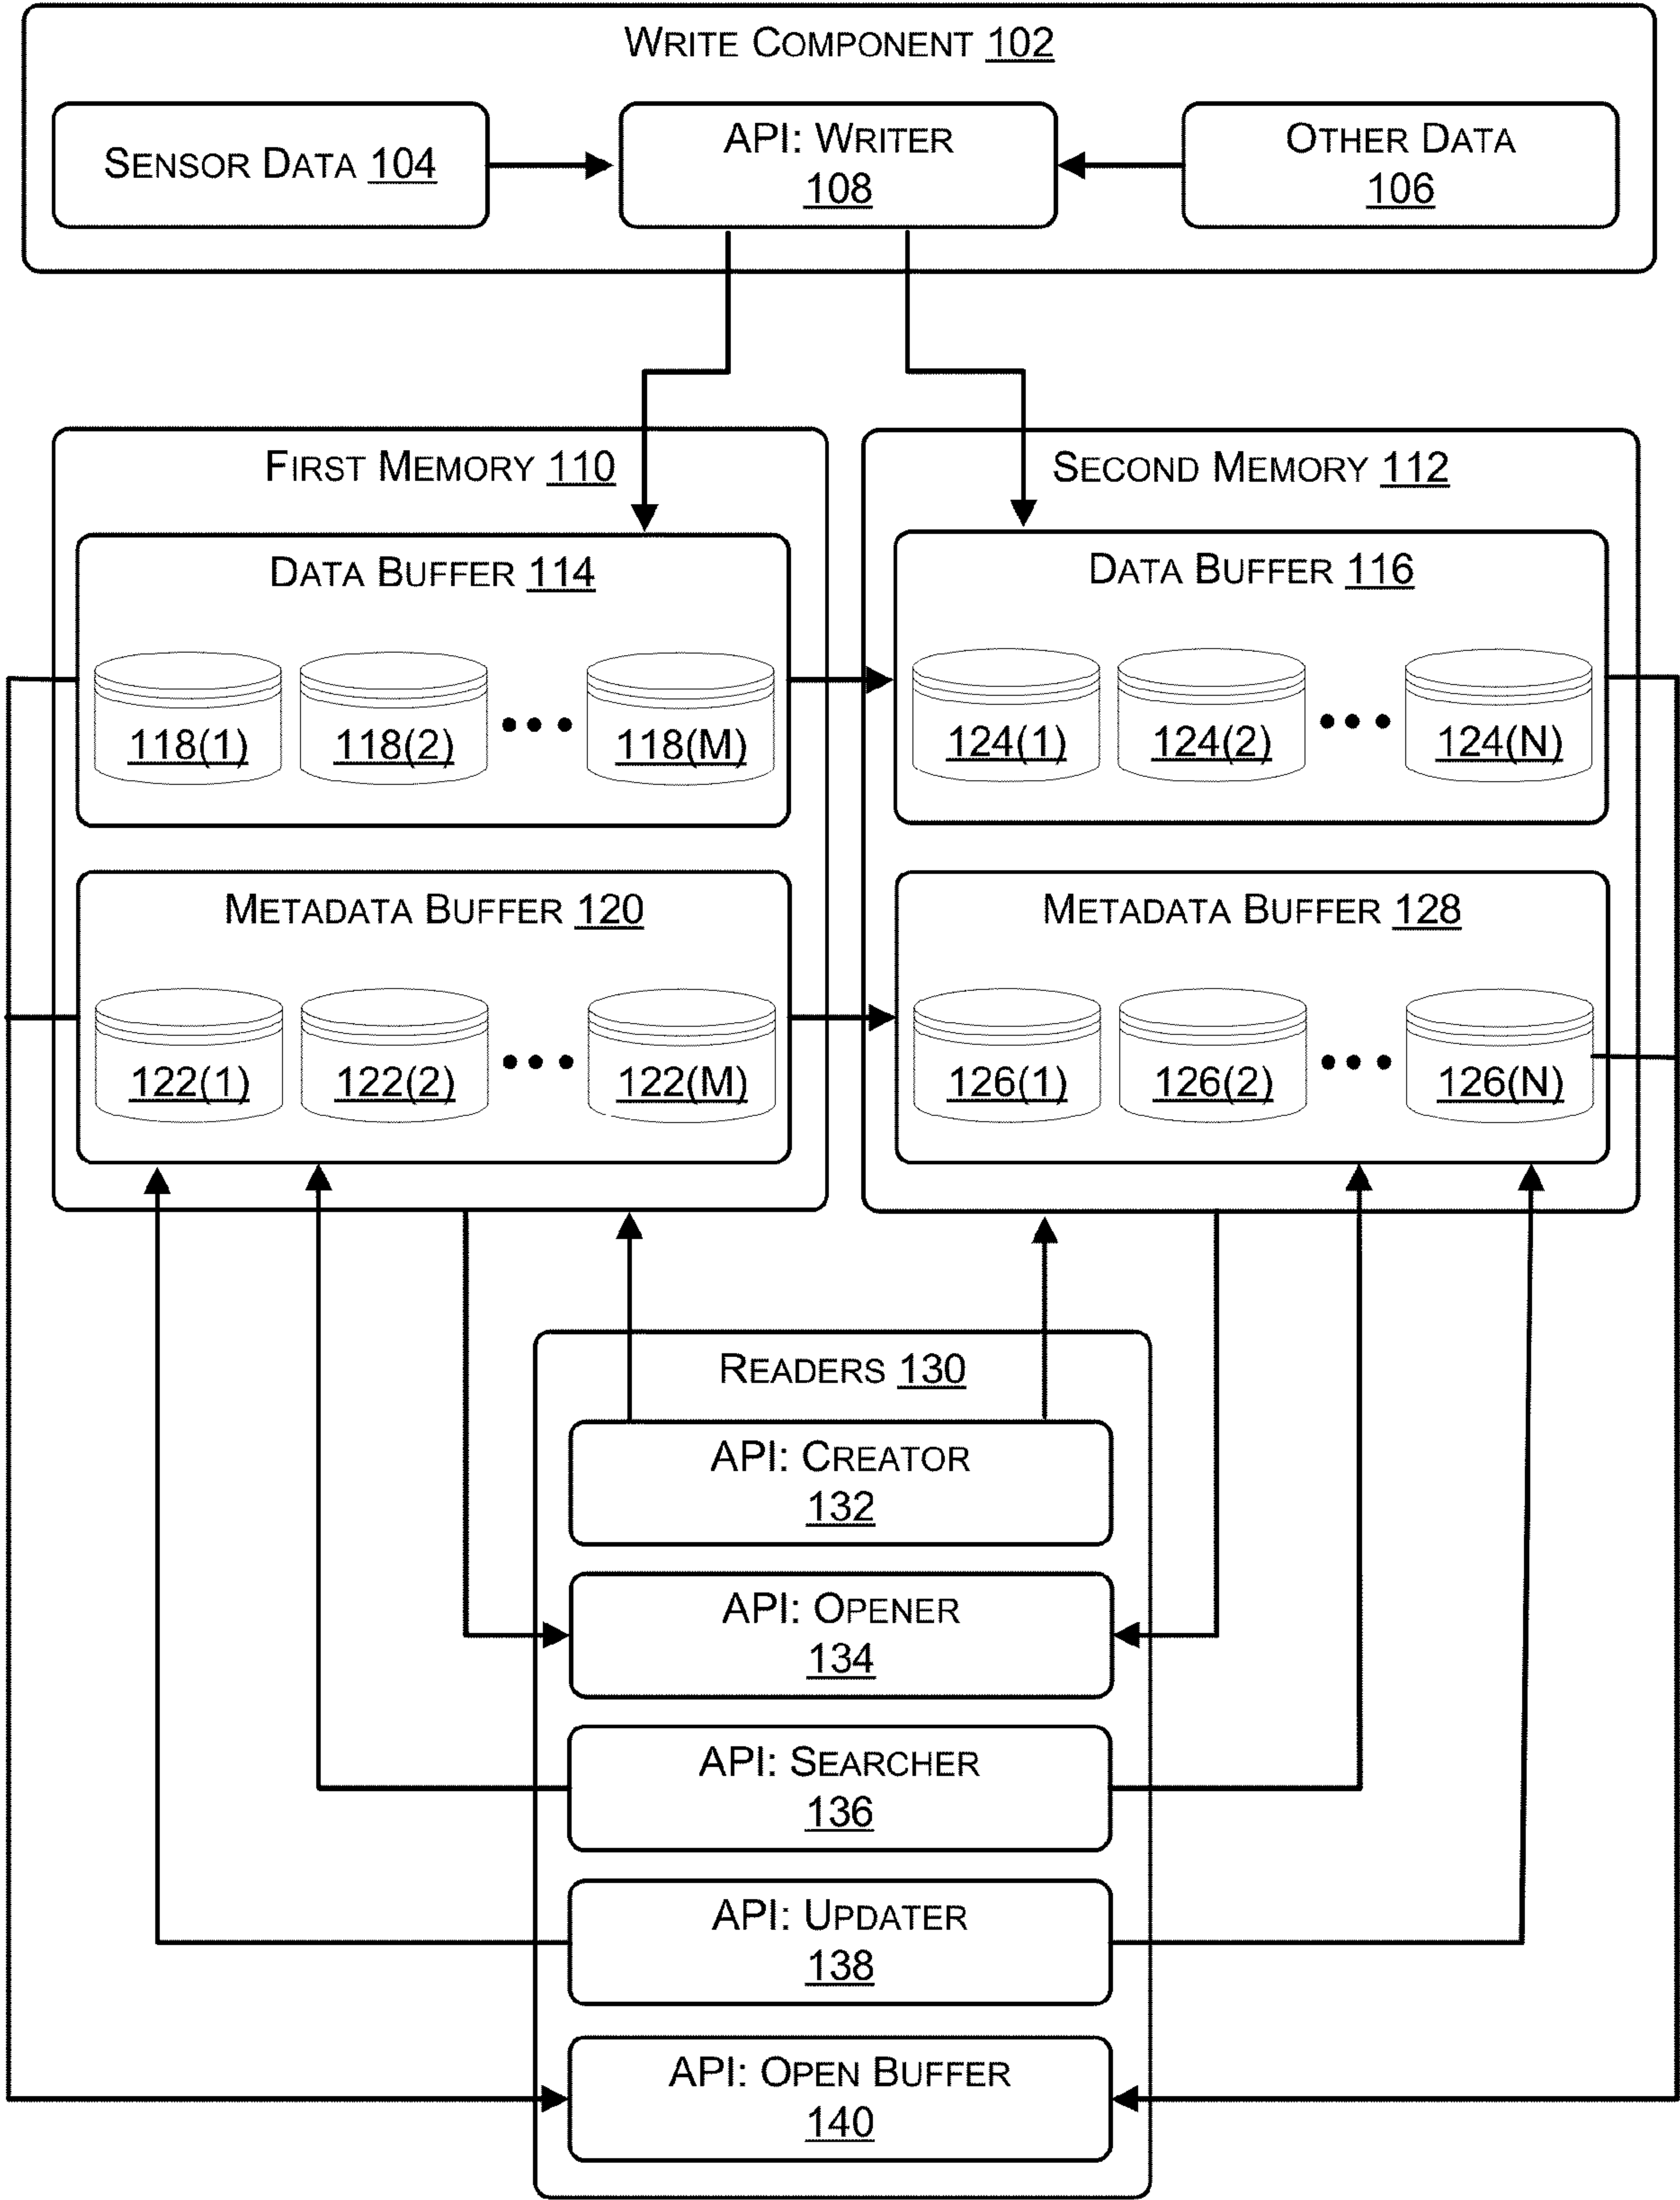 WRITE COMPONENT 102
SENSOR DATA 104
API: WRITER
108
OTHER DATA
106
FIRST MEMORY 110
SECOND MEMORY 112
DATA BUFFER 114
DATA BUFFER 116
118(1) 118(2) ••• 118(M)
124(1) 124(2) ••• 124(N)
METADATA BUFFER 120
METADATA BUFFER 128
122(1) 122(2) ••• 122(M)
126(1) 126(2) ••• 126(N)
READERS 130
API: CREATOR
132
API: OPENER
134
API: SEARCHER
136
API: UPDATER
138
API: OPEN BUFFER
140